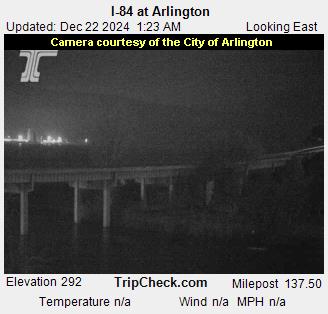 I-84 at Arlington
Updated: Dec 22 2024 1:23 AM Looking East
Camera courtesy of the City of Arlington
Elevation 292 TripCheck.com Milepost 137.50
Temperature n/a Wind n/a MPH n/a